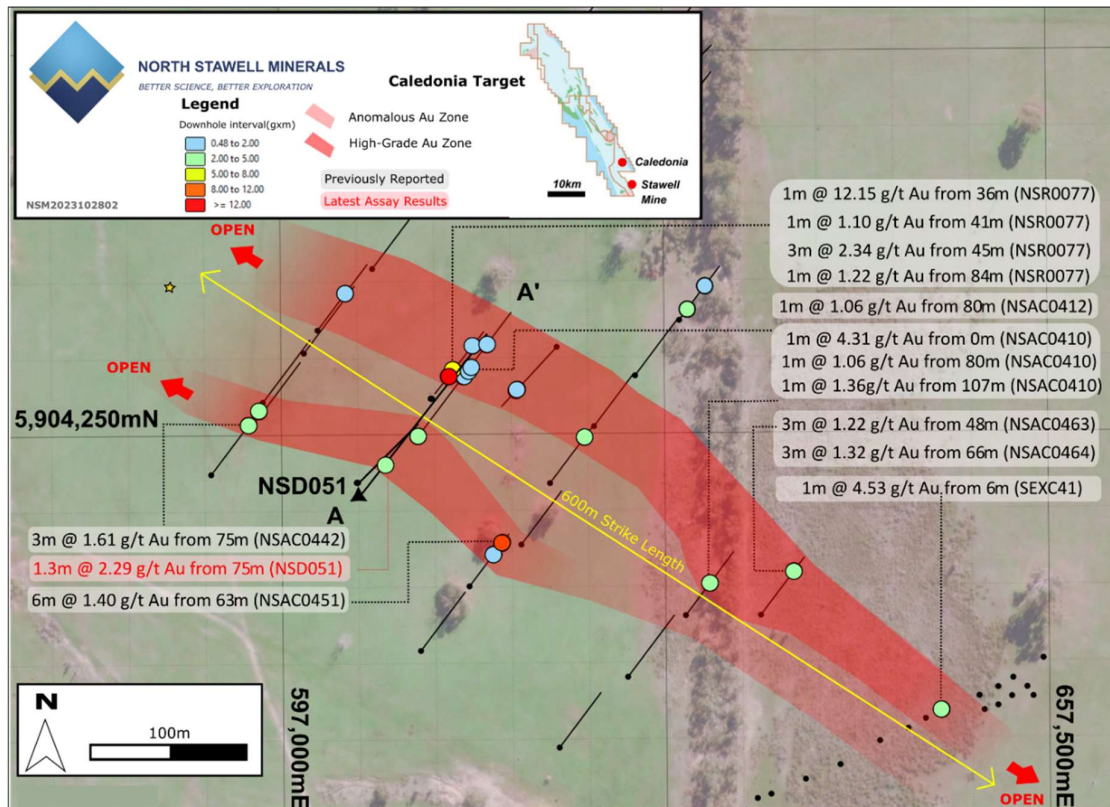 NORTH STAWELL MINERALS
BETTER SCIENCE, BETTER EXPLORATION
Legend
Downhole interval(gxm)
0.48 to 2.00
2.00 to 5.00
5.00 to 8.00
8.00 to 12.00
>= 12.00
NSM2023102802
Caledonia Target
Anomalous Au Zone
High-Grade Au Zone
Previously Reported
Latest Assay Results
10km
Caledonia
Stawell
Mine
OPEN
OPEN
A'
1m @ 12.15 g/t Au from 36m (NSR0077)
1m @ 1.10 g/t Au from 41m (NSR0077)
3m @ 2.34 g/t Au from 45m (NSR0077)
1m @ 1.22 g/t Au from 84m (NSR0077)
1m @ 1.06 g/t Au from 80m (NSAC0412)
1m @ 4.31 g/t Au from 0m (NSAC0410)
1m @ 1.06 g/t Au from 80m (NSAC0410)
1m @ 1.36g/t Au from 107m (NSAC0410)
3m @ 1.22 g/t Au from 48m (NSAC0463)
3m @ 1.32 g/t Au from 66m (NSAC0464)
1m @ 4.53 g/t Au from 6m (SEXC41)
5,904,250mN
NSD051
A
600m Strike Length
3m @ 1.61 g/t Au from 75m (NSAC0442)
1.3m @ 2.29 g/t Au from 75m (NSD051)
6m @ 1.40 g/t Au from 63m (NSAC0451)
N
100m
597,000mE
657,500mE
OPEN